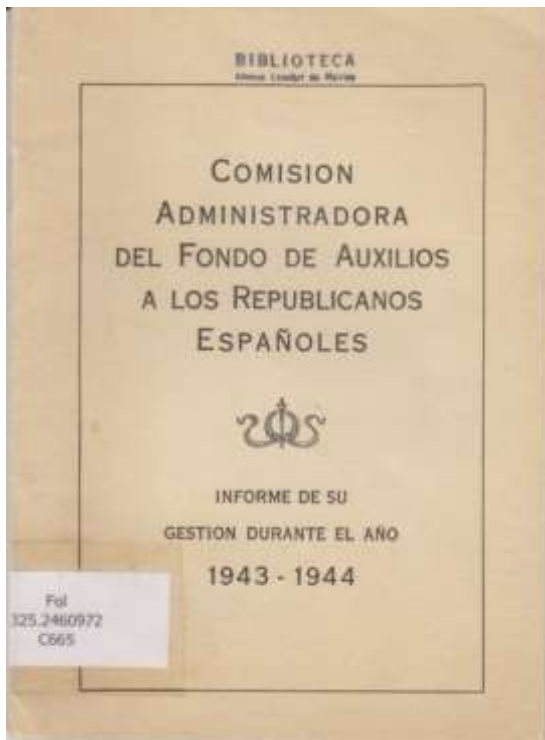 BIBLIOTECA
COMISION
ADMINISTRADORA
DEL FONDO DE AUXILIOS
A LOS REPUBLICANOS
ESPAÑOLES
INFORME DE SU
GESTION DURANTE EL AÑO
1943 - 1944
Fol
325.2460972
C665